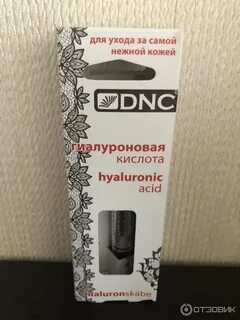 для ухода за самой
нежной кожей
DNC
гиалуроновая
кислота
hyaluronic
acid
hialuronskābe
ОТЗОВИК